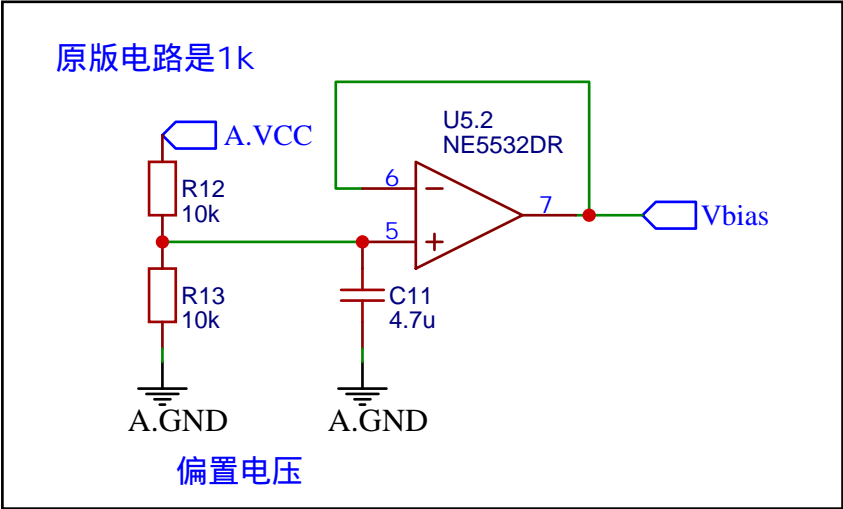 原版电路是1k
A.VCC
U5.2
NE5532DR
R12
10k
6
7
Vbias
5
R13
10k
C11
4.7u
A.GND
A.GND
偏置电压